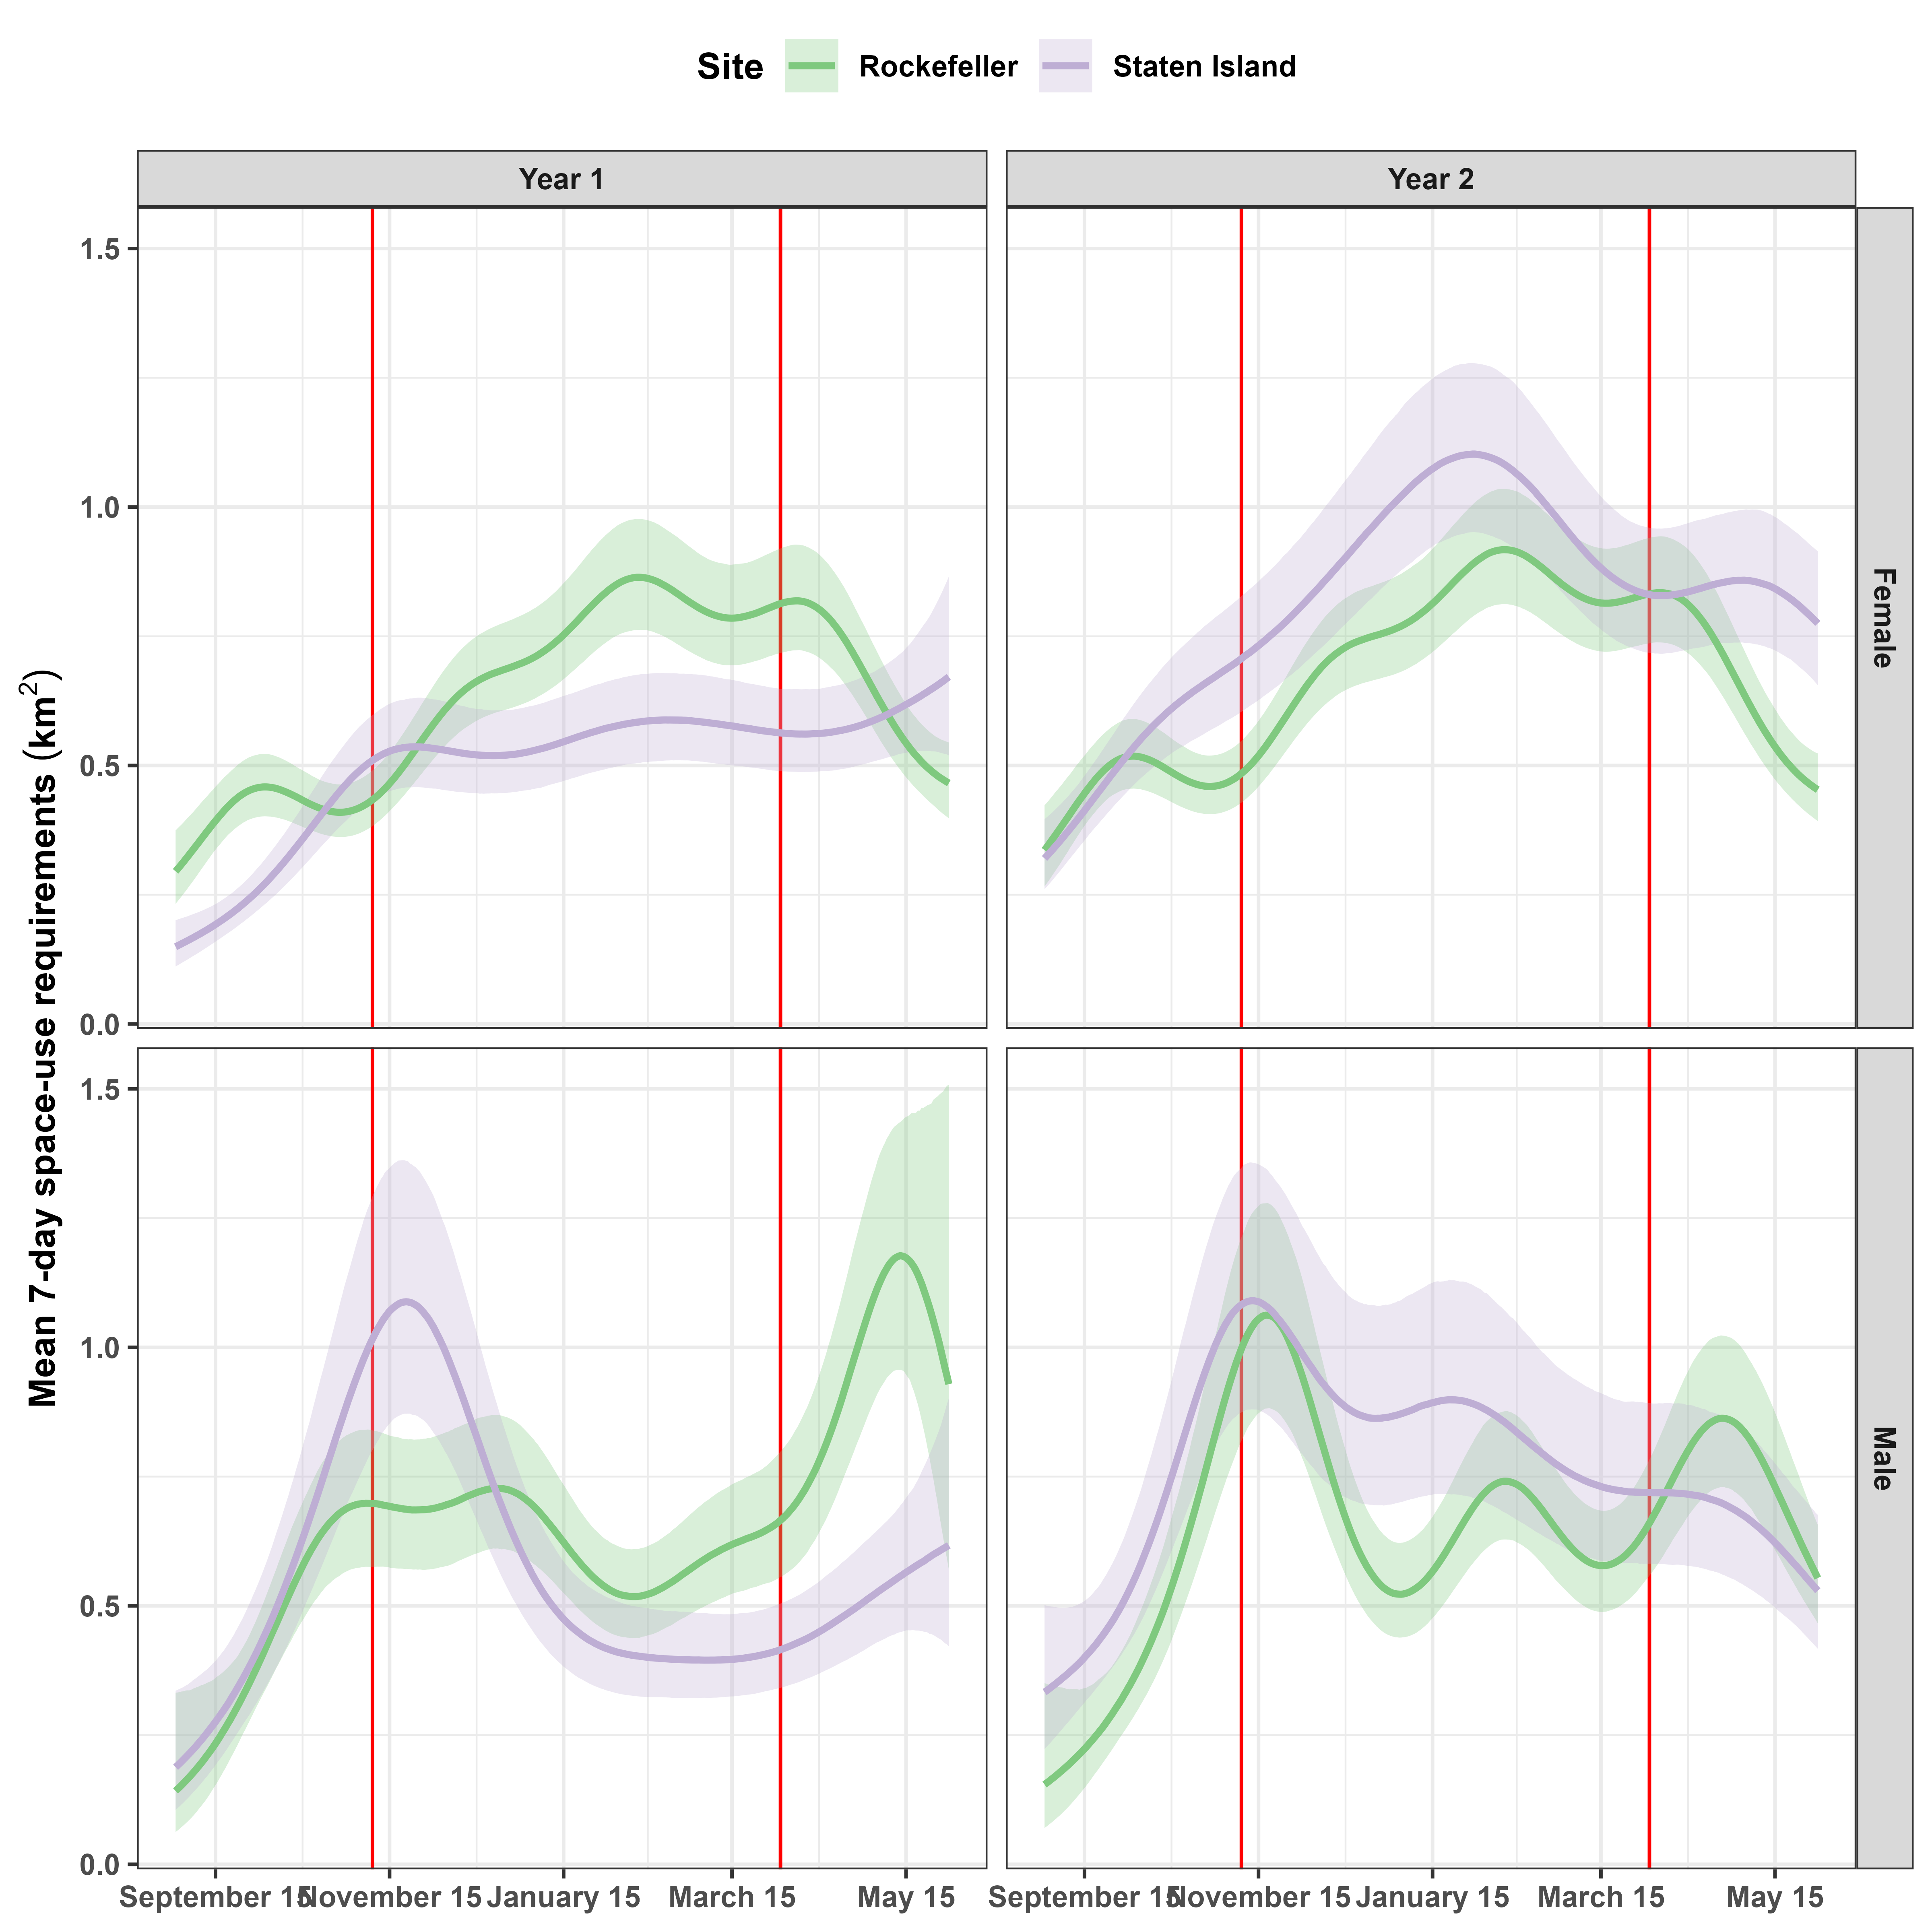 Site Rockefeller Staten Island
Year 1 Year 2
Mean 7-day space-use requirements (km²)
1.5
1.0
0.5
0.0
Female
1.5
1.0
0.5
0.0
Male
September 15 November 15 January 15 March 15 May 15 September 15 November 15 January 15 March 15 May 15